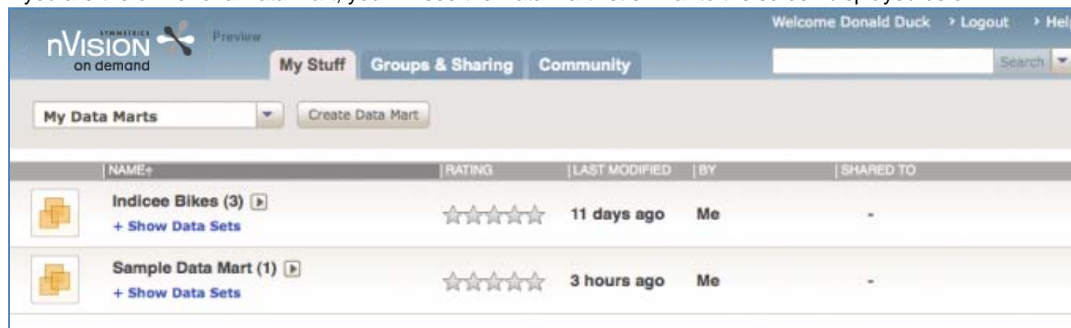 Welcome Donald Duck > Logout > Help
SYMMETRICS
nVISION
on demand
Preview
My Stuff Groups & Sharing Community
Search
My Data Marts Create Data Mart
NAME RATING LAST MODIFIED BY SHARED TO
Indicee Bikes (3) 11 days ago Me -
+ Show Data Sets
Sample Data Mart (1) 3 hours ago Me -
+ Show Data Sets